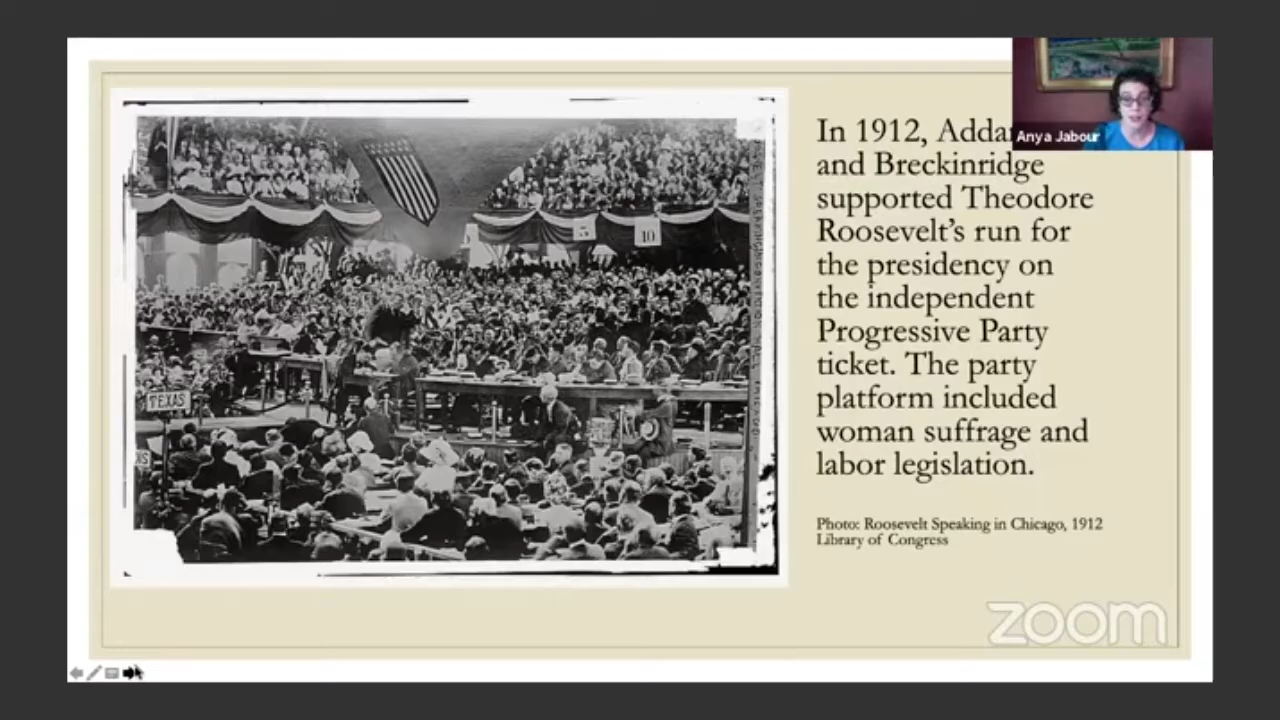 In 1912, Adda
and Breckinridge
supported Theodore
Roosevelt's run for
the presidency on
the independent
Progressive Party
ticket. The party
platform included
woman suffrage and
labor legislation.
Photo: Roosevelt Speaking in Chicago, 1912
Library of Congress
Anya Jabour
TEXAS
10
zoom